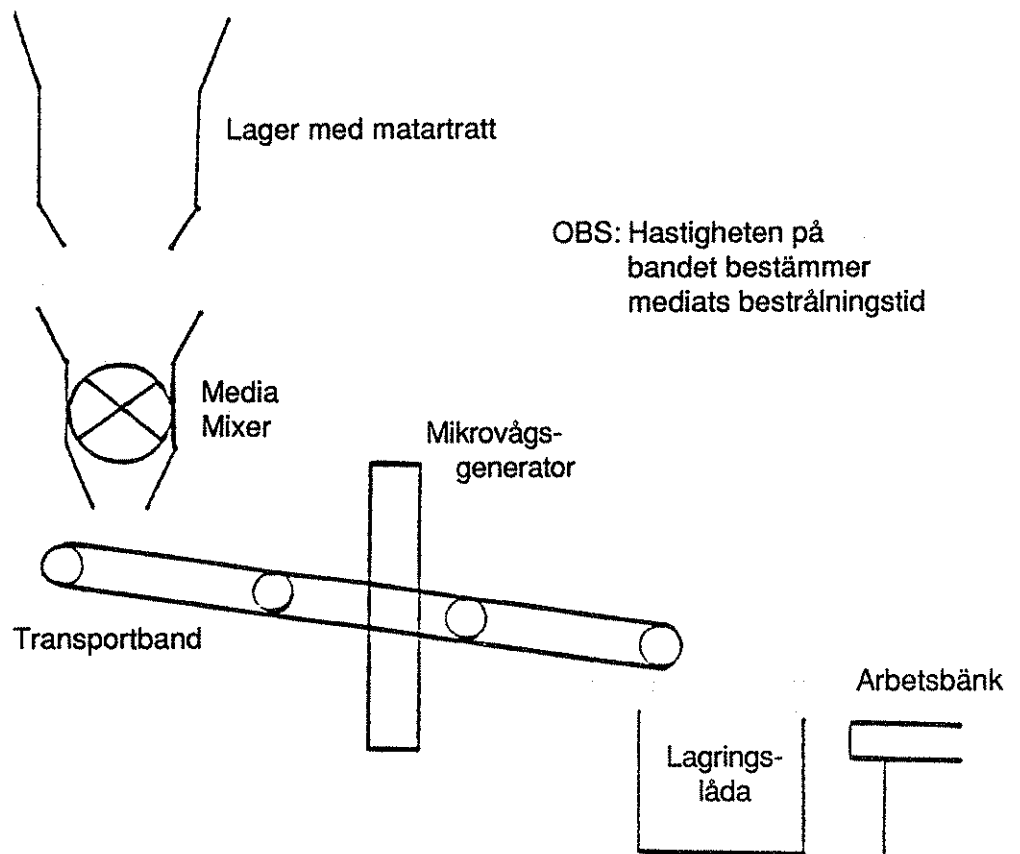 Lager med matartratt
OBS: Hastigheten på
bandet bestämmer
mediats bestrålningstid
Media
Mixer
Mikrovågs-
generator
Transportband
Arbetsbänk
Lagrings-
låda